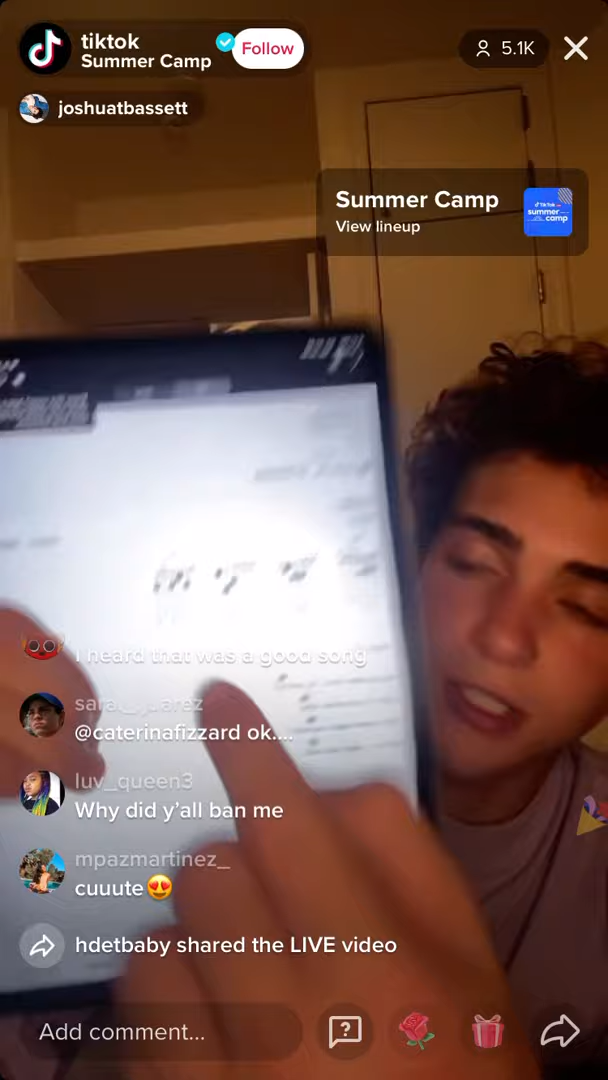 tiktok
Summer Camp
Follow
5.1K
joshuatbassett
Summer Camp
View lineup
TikTok
summer
camp
I heard that was a good song
@caterinafizzard ok....
luv_queen3
Why did y'all ban me
mpazmartinez_
cuuute😍
hdetbaby shared the LIVE video
Add comment...